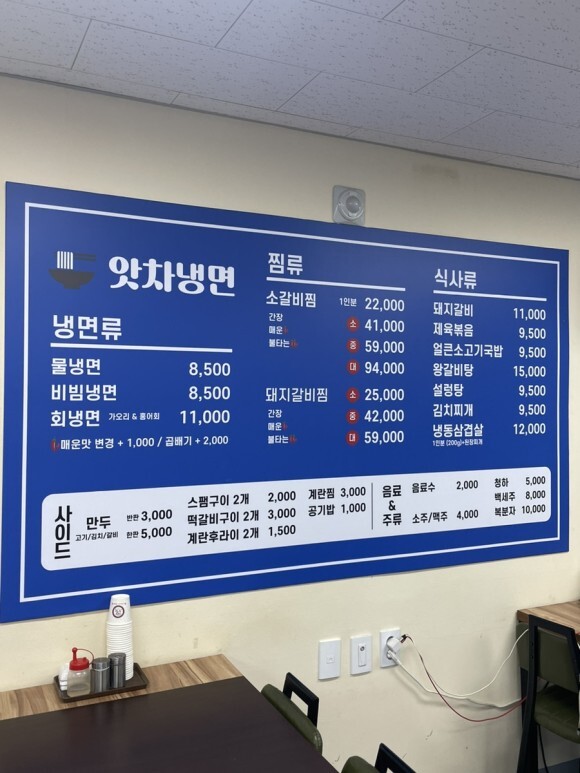 앗차냉면
냉면류
물냉면 8,500
비빔냉면 8,500
회냉면 가오리 & 홍어회 11,000
매운맛 변경 + 1,000 / 곱배기 + 2,000
찜류
소갈비찜 1인분 22,000
간장 소 41,000
매운 중 59,000
불타는 대 94,000
돼지갈비찜 소 25,000
간장 중 42,000
매운
불타는 대 59,000
식사류
돼지갈비 11,000
제육볶음 9,500
얼큰소고기국밥 9,500
왕갈비탕 15,000
설렁탕 9,500
김치찌개 9,500
냉동삼겹살 12,000
1인분 (200g)+된장찌개
사이드
만두 반판 3,000
고기/김치/갈비 한판 5,000
스팸구이 2개 2,000
떡갈비구이 2개 3,000
계란후라이 2개 1,500
계란찜 3,000
공기밥 1,000
음료
&
주류
음료수 2,000
소주/맥주 4,000
청하 5,000
백세주 8,000
복분자 10,000